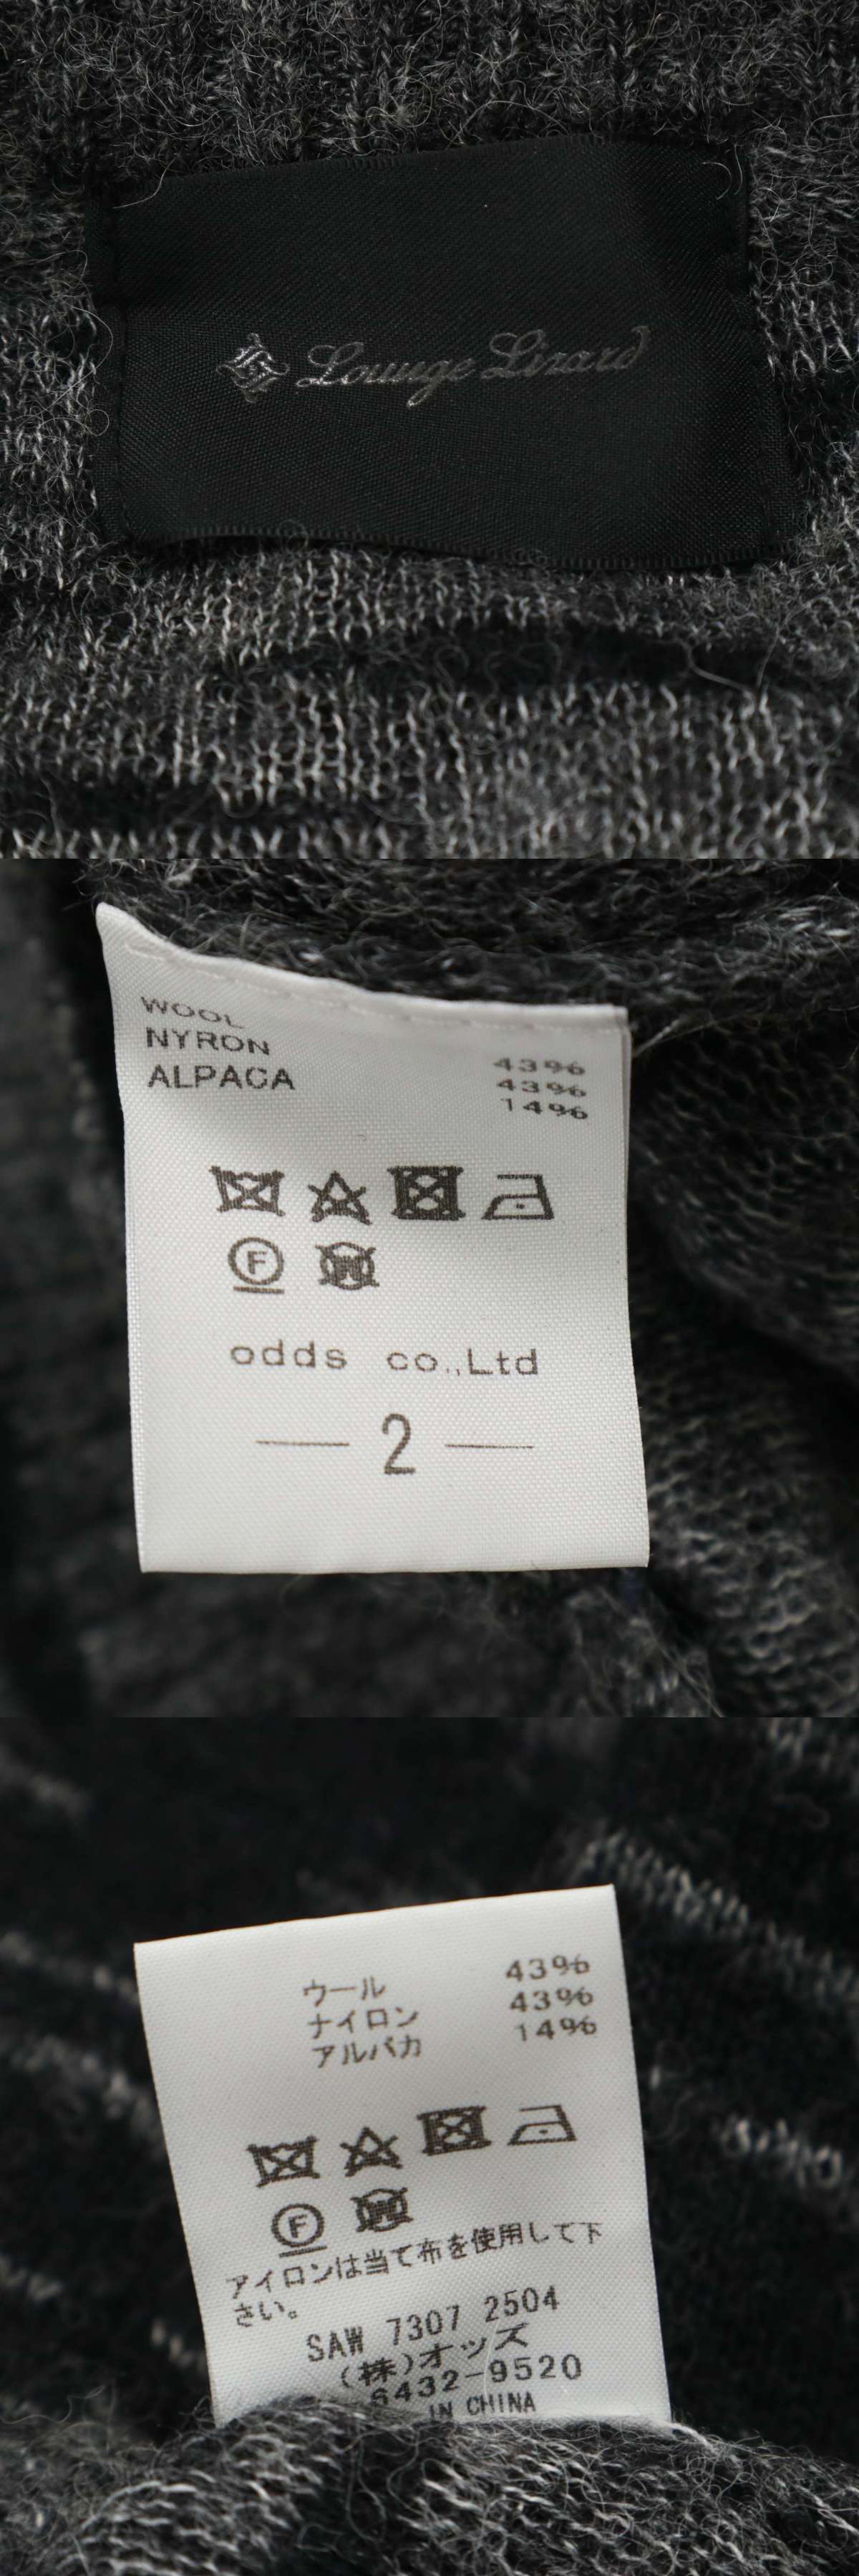 Lounge Lizard
WOOL 43%
NYRON 43%
ALPACA 14%
F
W
odds co.,Ltd
2
ウール 43%
ナイロン 43%
アルパカ 14%
F
W
アイロンは当て布を使用して下
さい。
SAW 7307 2504
(株)オッズ
6432-9520
IN CHINA